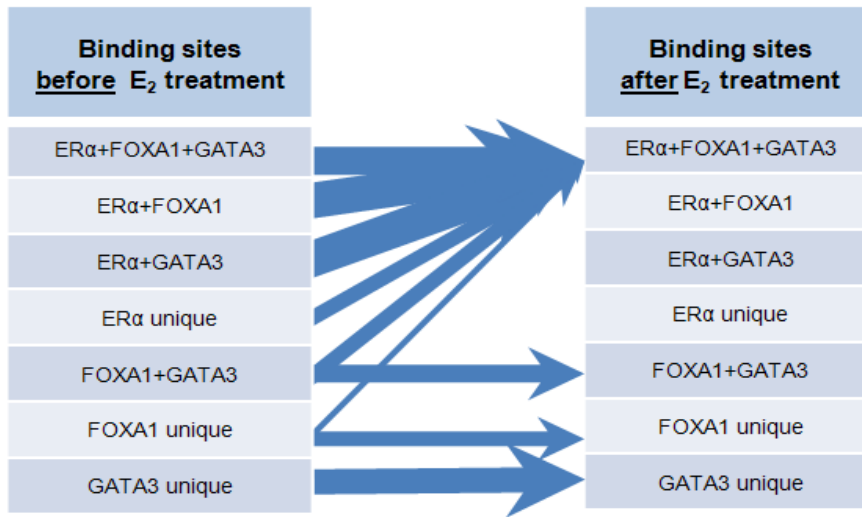 Binding sites
before E₂ treatment
ERα+FOXA1+GATA3
ERα+FOXA1
ERα+GATA3
ERα unique
FOXA1+GATA3
FOXA1 unique
GATA3 unique
Binding sites
after E₂ treatment
ERα+FOXA1+GATA3
ERα+FOXA1
ERα+GATA3
ERα unique
FOXA1+GATA3
FOXA1 unique
GATA3 unique